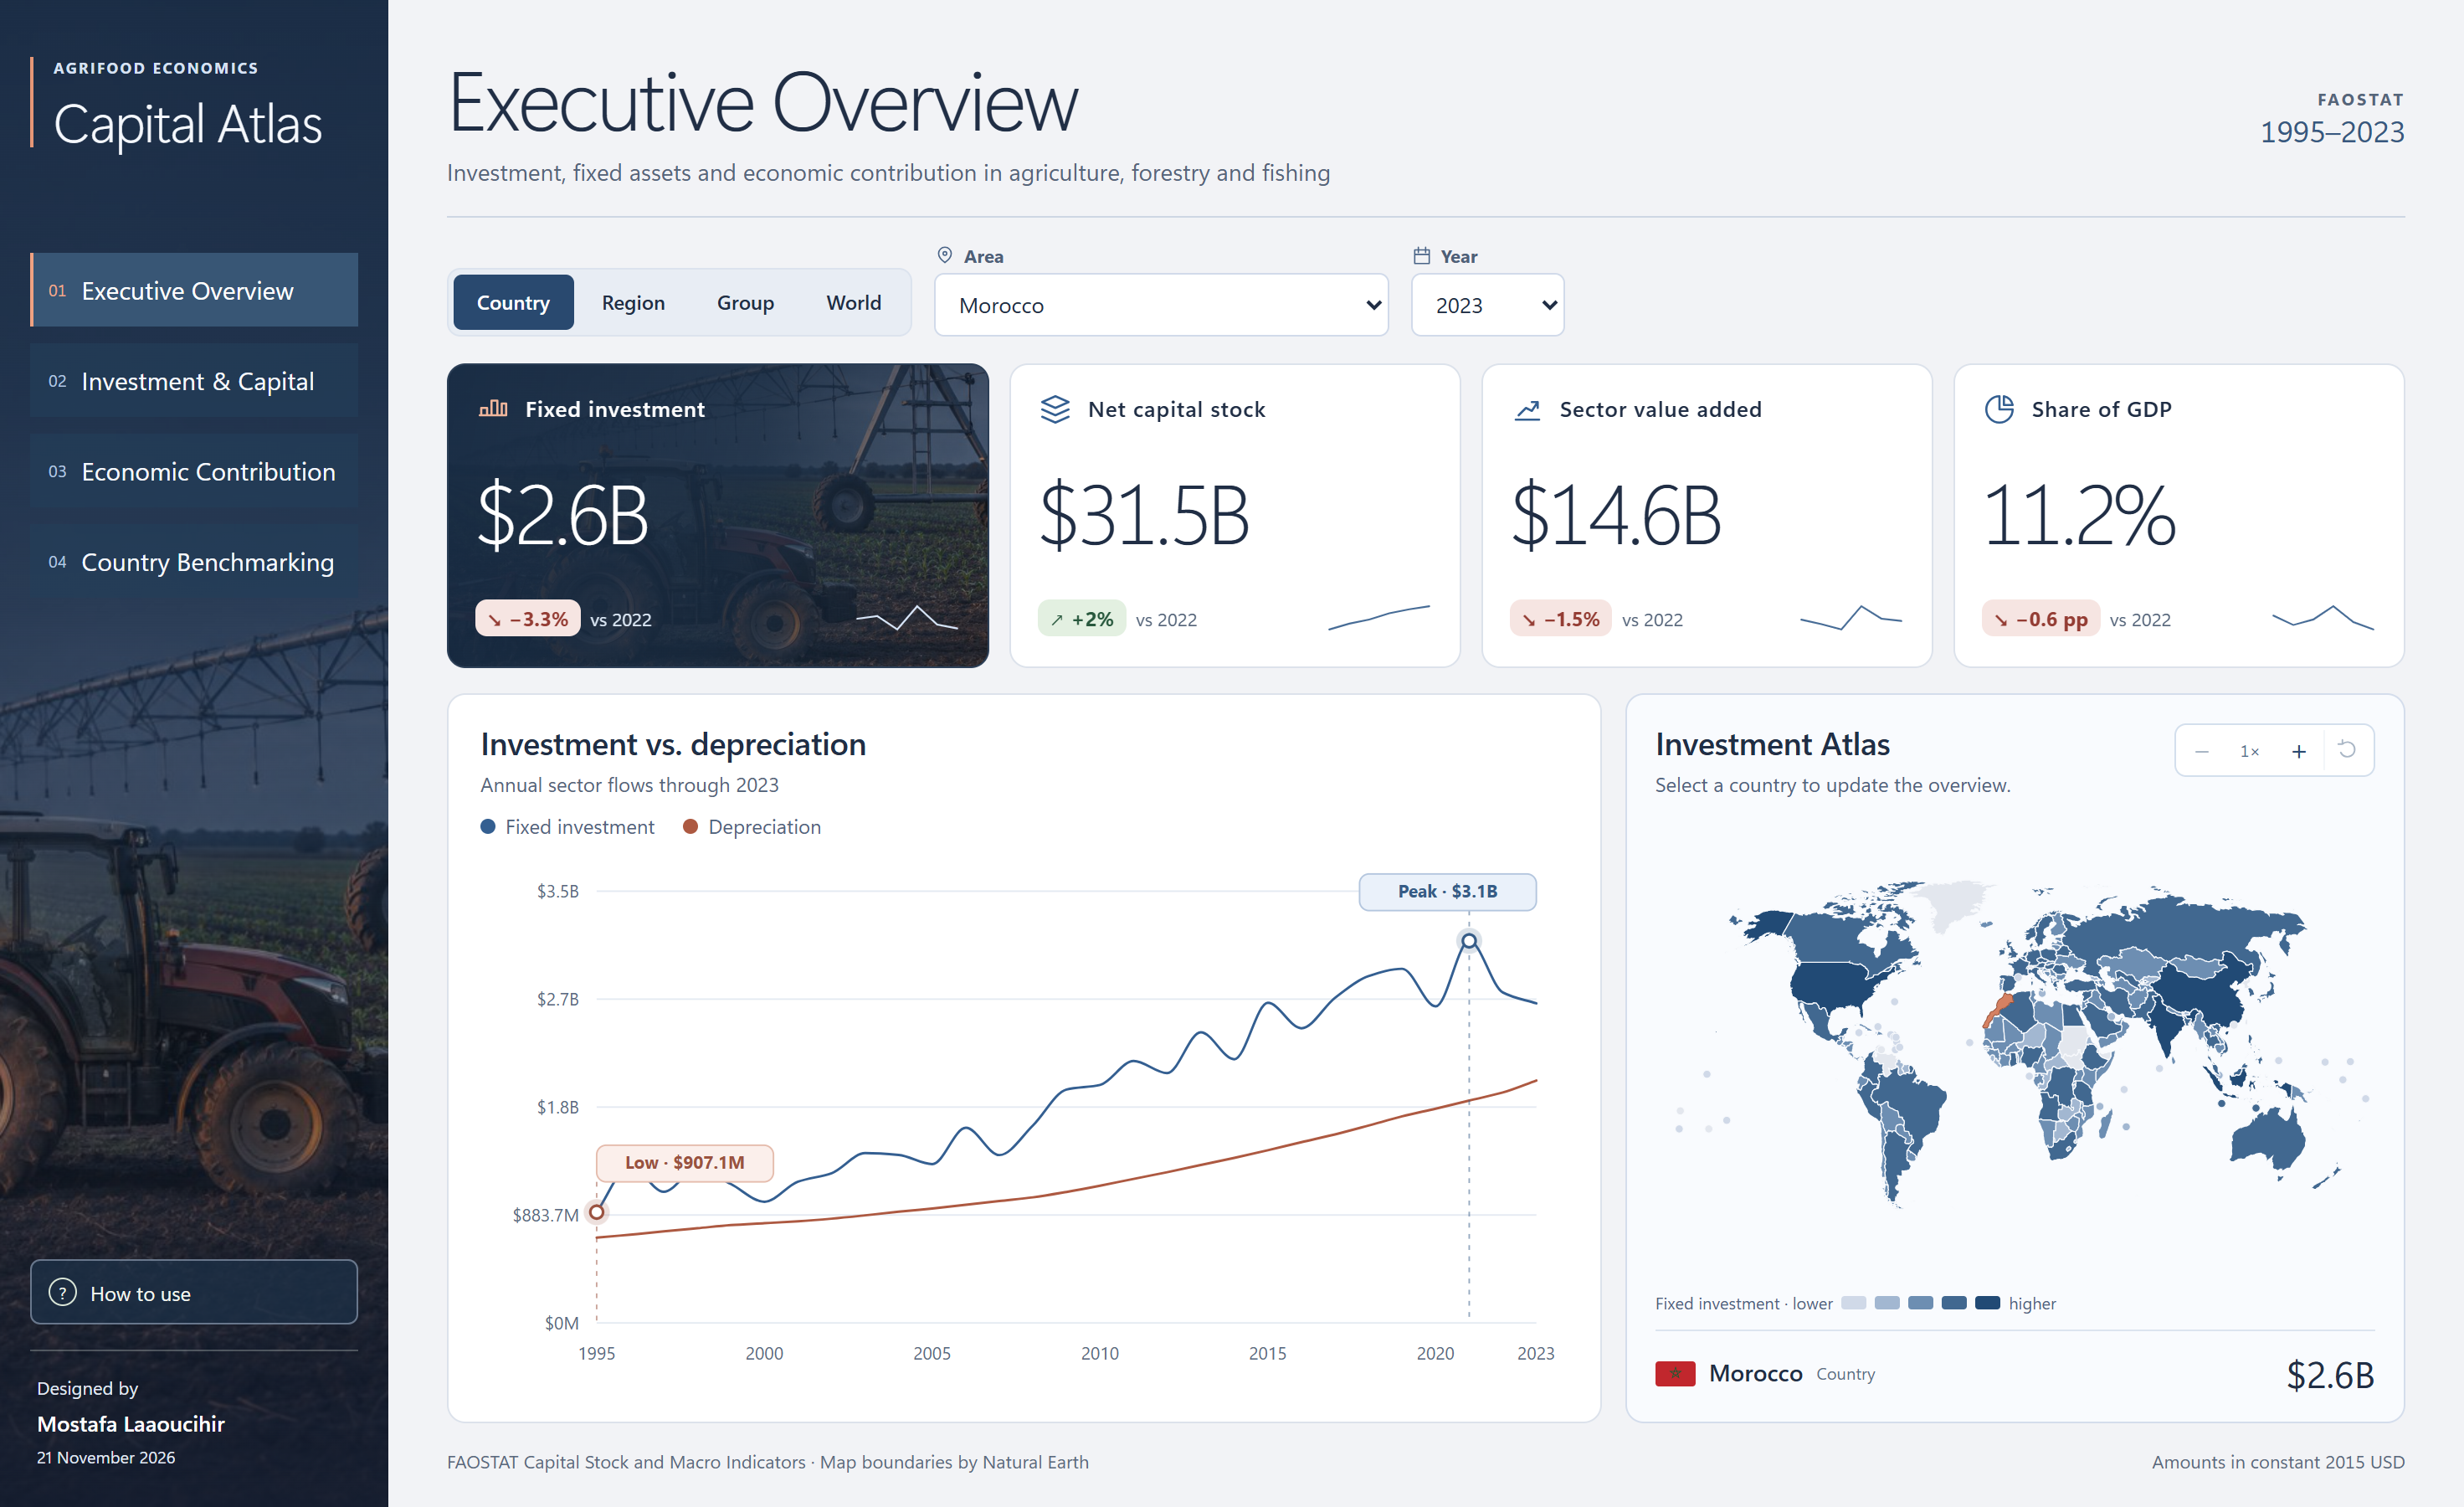 AGRIFOOD ECONOMICS
Capital Atlas
01 Executive Overview
02 Investment & Capital
03 Economic Contribution
04 Country Benchmarking
? How to use
Designed by
Mostafa Laaoucihir
21 November 2026
Executive Overview
Investment, fixed assets and economic contribution in agriculture, forestry and fishing
FAOSTAT
1995–2023
Country Region Group World
Area
Morocco
Year
2023
Fixed investment
$2.6B
↘ −3.3% vs 2022
Net capital stock
$31.5B
↗ +2% vs 2022
Sector value added
$14.6B
↘ −1.5% vs 2022
Share of GDP
11.2%
↘ −0.6 pp vs 2022
Investment vs. depreciation
Annual sector flows through 2023
Fixed investment Depreciation
$3.5B
$2.7B
$1.8B
$883.7M
$0M
Peak · $3.1B
Low · $907.1M
1995 2000 2005 2010 2015 2020 2023
Investment Atlas
Select a country to update the overview.
− 1× +
Fixed investment · lower higher
Morocco Country
$2.6B
FAOSTAT Capital Stock and Macro Indicators · Map boundaries by Natural Earth
Amounts in constant 2015 USD